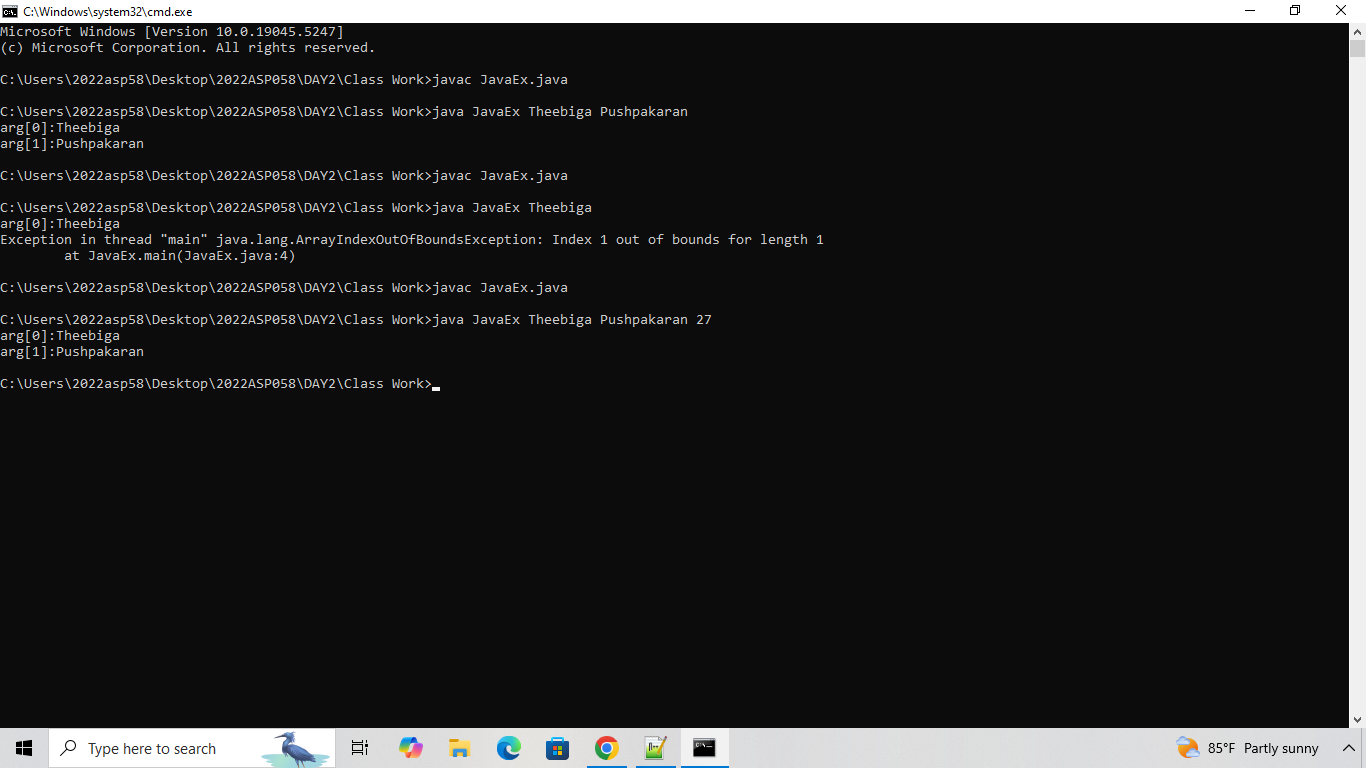 C:\Windows\system32\cmd.exe
Microsoft Windows [Version 10.0.19045.5247]
(c) Microsoft Corporation. All rights reserved.
C:\Users\2022asp58\Desktop\2022ASP058\DAY2\Class Work>javac JavaEx.java
C:\Users\2022asp58\Desktop\2022ASP058\DAY2\Class Work>java JavaEx Theebiga Pushpakaran
arg[0]:Theebiga
arg[1]:Pushpakaran
C:\Users\2022asp58\Desktop\2022ASP058\DAY2\Class Work>javac JavaEx.java
C:\Users\2022asp58\Desktop\2022ASP058\DAY2\Class Work>java JavaEx Theebiga
arg[0]:Theebiga
Exception in thread "main" java.lang.ArrayIndexOutOfBoundsException: Index 1 out of bounds for length 1
        at JavaEx.main(JavaEx.java:4)
C:\Users\2022asp58\Desktop\2022ASP058\DAY2\Class Work>javac JavaEx.java
C:\Users\2022asp58\Desktop\2022ASP058\DAY2\Class Work>java JavaEx Theebiga Pushpakaran 27
arg[0]:Theebiga
arg[1]:Pushpakaran
C:\Users\2022asp58\Desktop\2022ASP058\DAY2\Class Work>
Type here to search
85°F Partly sunny